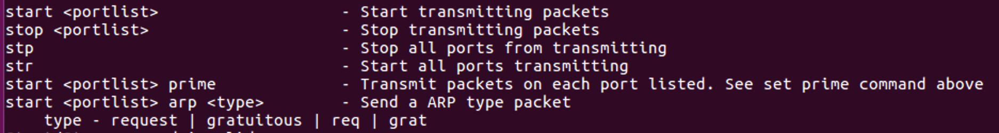 start <portlist>                       - Start transmitting packets
stop <portlist>                        - Stop transmitting packets
stp                                    - Stop all ports from transmitting
str                                    - Start all ports transmitting
start <portlist> prime                 - Transmit packets on each port listed. See set prime command above
start <portlist> arp <type>            - Send a ARP type packet
    type - request | gratuitous | req | grat